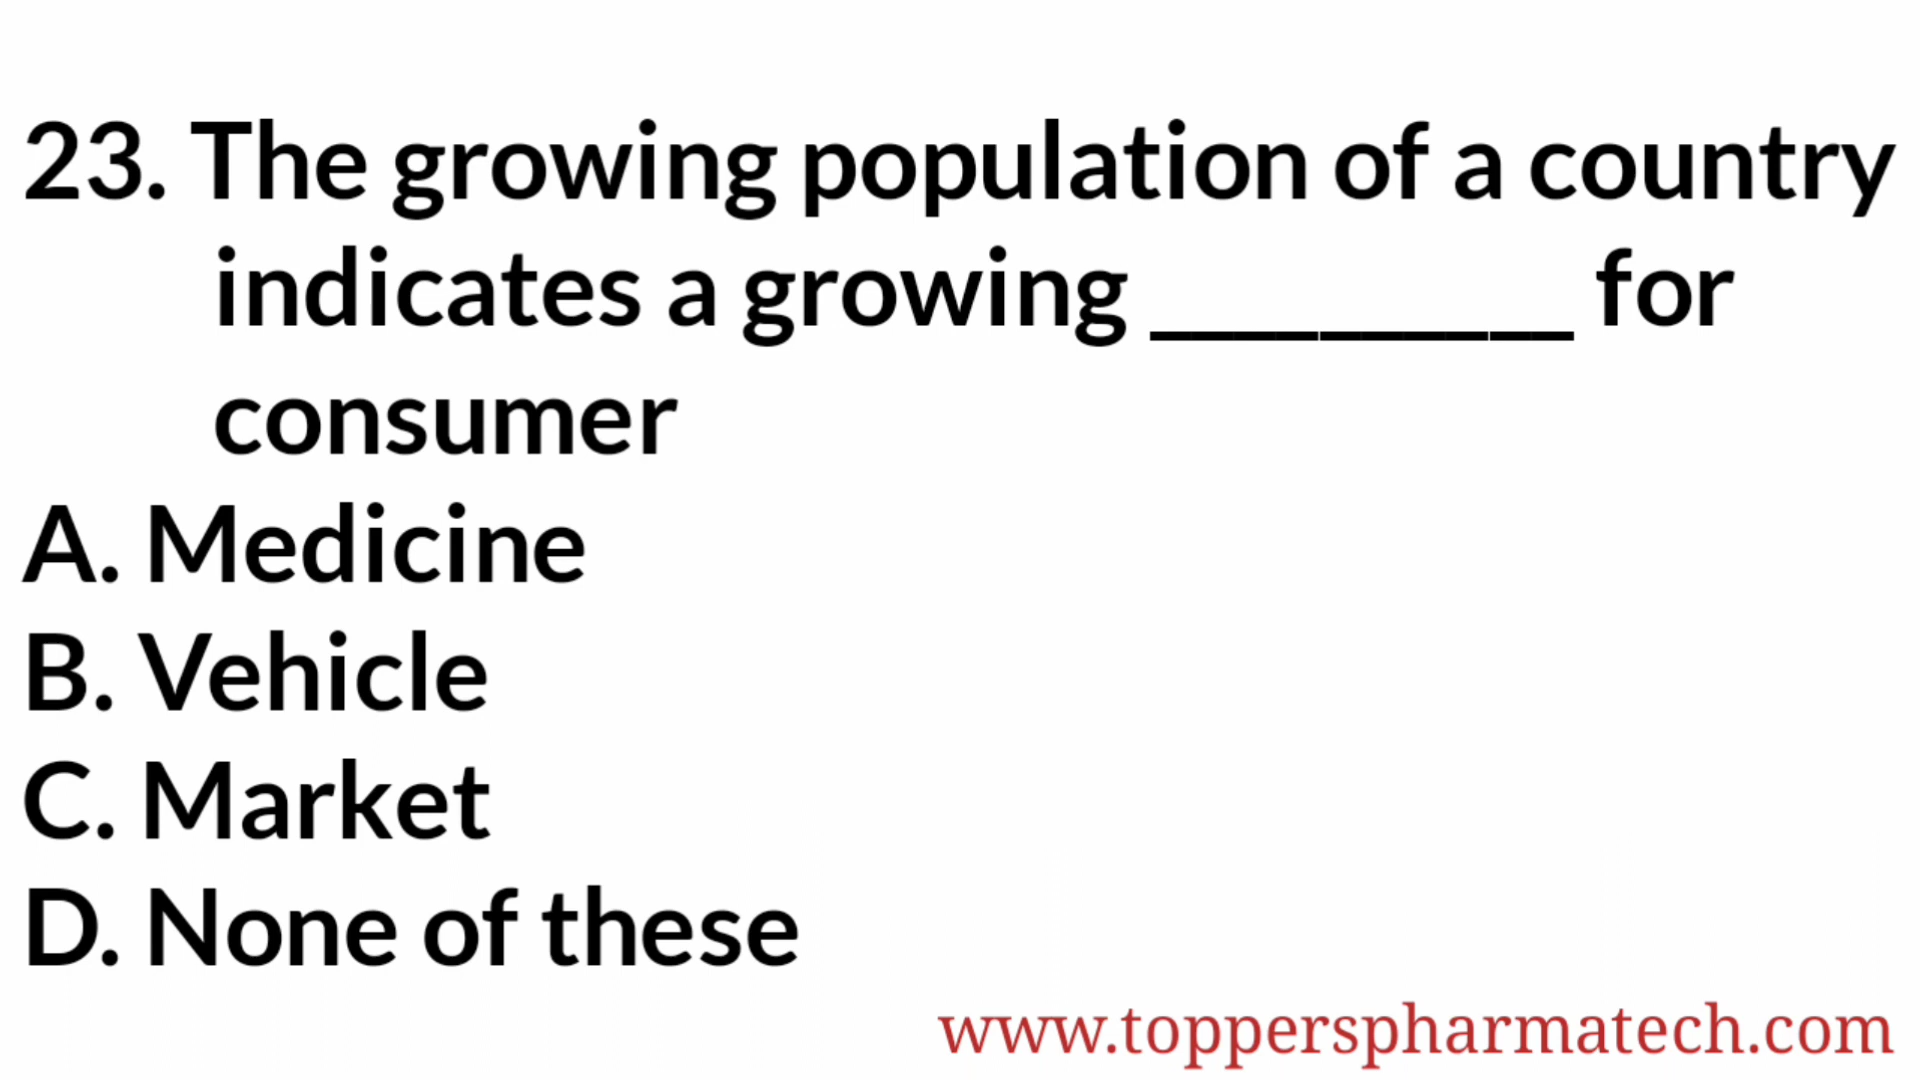 23. The growing population of a country
indicates a growing __________ for
consumer
A. Medicine
B. Vehicle
C. Market
D. None of these
www.topperspharmatech.com